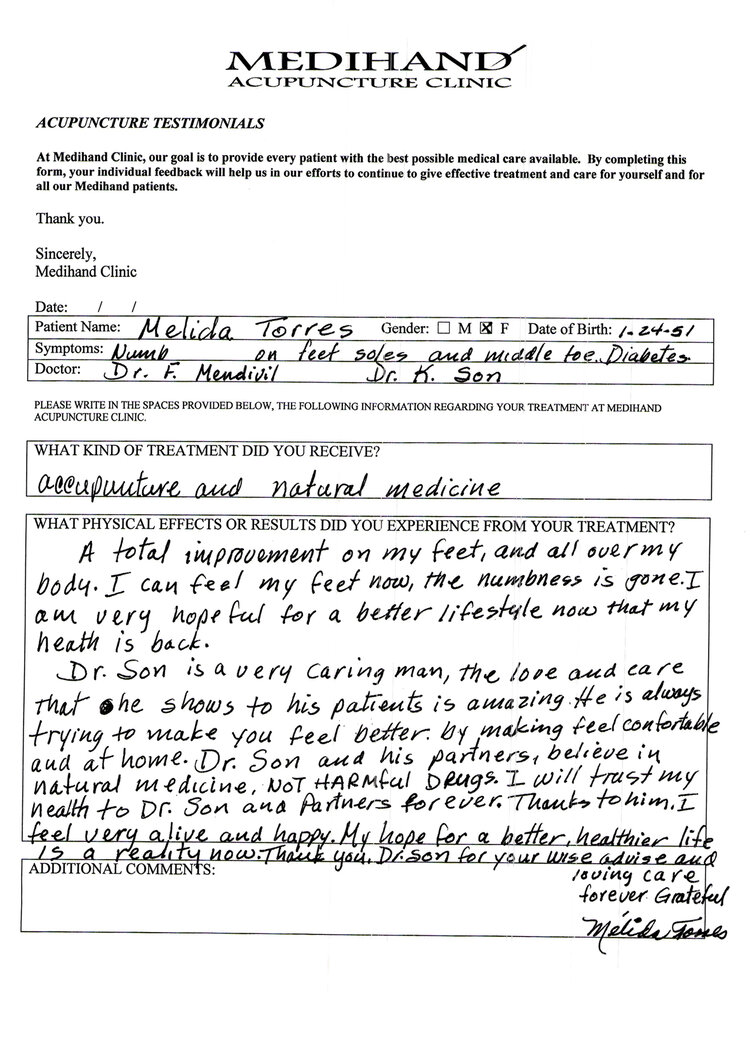 MEDIHAND
ACUPUNCTURE CLINIC
ACUPUNCTURE TESTIMONIALS
At Medihand Clinic, our goal is to provide every patient with the best possible medical care available. By completing this
form, your individual feedback will help us in our efforts to continue to give effective treatment and care for yourself and for
all our Medihand patients.
Thank you.
Sincerely,
Medihand Clinic
Date: / /
Patient Name: Melida Torres Gender: ☐ M ☒ F Date of Birth: 1-24-51
Symptoms: Numb on feet soles and middle toe. Diabetes
Doctor: Dr. F. Mendivil Dr. K. Son
PLEASE WRITE IN THE SPACES PROVIDED BELOW, THE FOLLOWING INFORMATION REGARDING YOUR TREATMENT AT MEDIHAND
ACUPUNCTURE CLINIC.
WHAT KIND OF TREATMENT DID YOU RECEIVE?
accupunture and natural medicine
WHAT PHYSICAL EFFECTS OR RESULTS DID YOU EXPERIENCE FROM YOUR TREATMENT?
A total improvement on my feet, and all over my
body. I can feel my feet now, the numbness is gone. I
am very hopeful for a better lifestyle now that my
heath is back.
Dr. Son is a very caring man, the love and care
that he shows to his patients is amazing. He is always
trying to make you feel better. by making feel confortable
and at home. Dr. Son and his partners, believe in
natural medicine, NOT HARMful DRUGS. I will trust my
health to Dr. Son and Partners forever. Thanks to him. I
feel very alive and happy. My hope for a better, healthier life
is a reality now. Thank you, Dr. Son for your wise advise and
ADDITIONAL COMMENTS:
loving care
forever Grateful
Mélida Torres